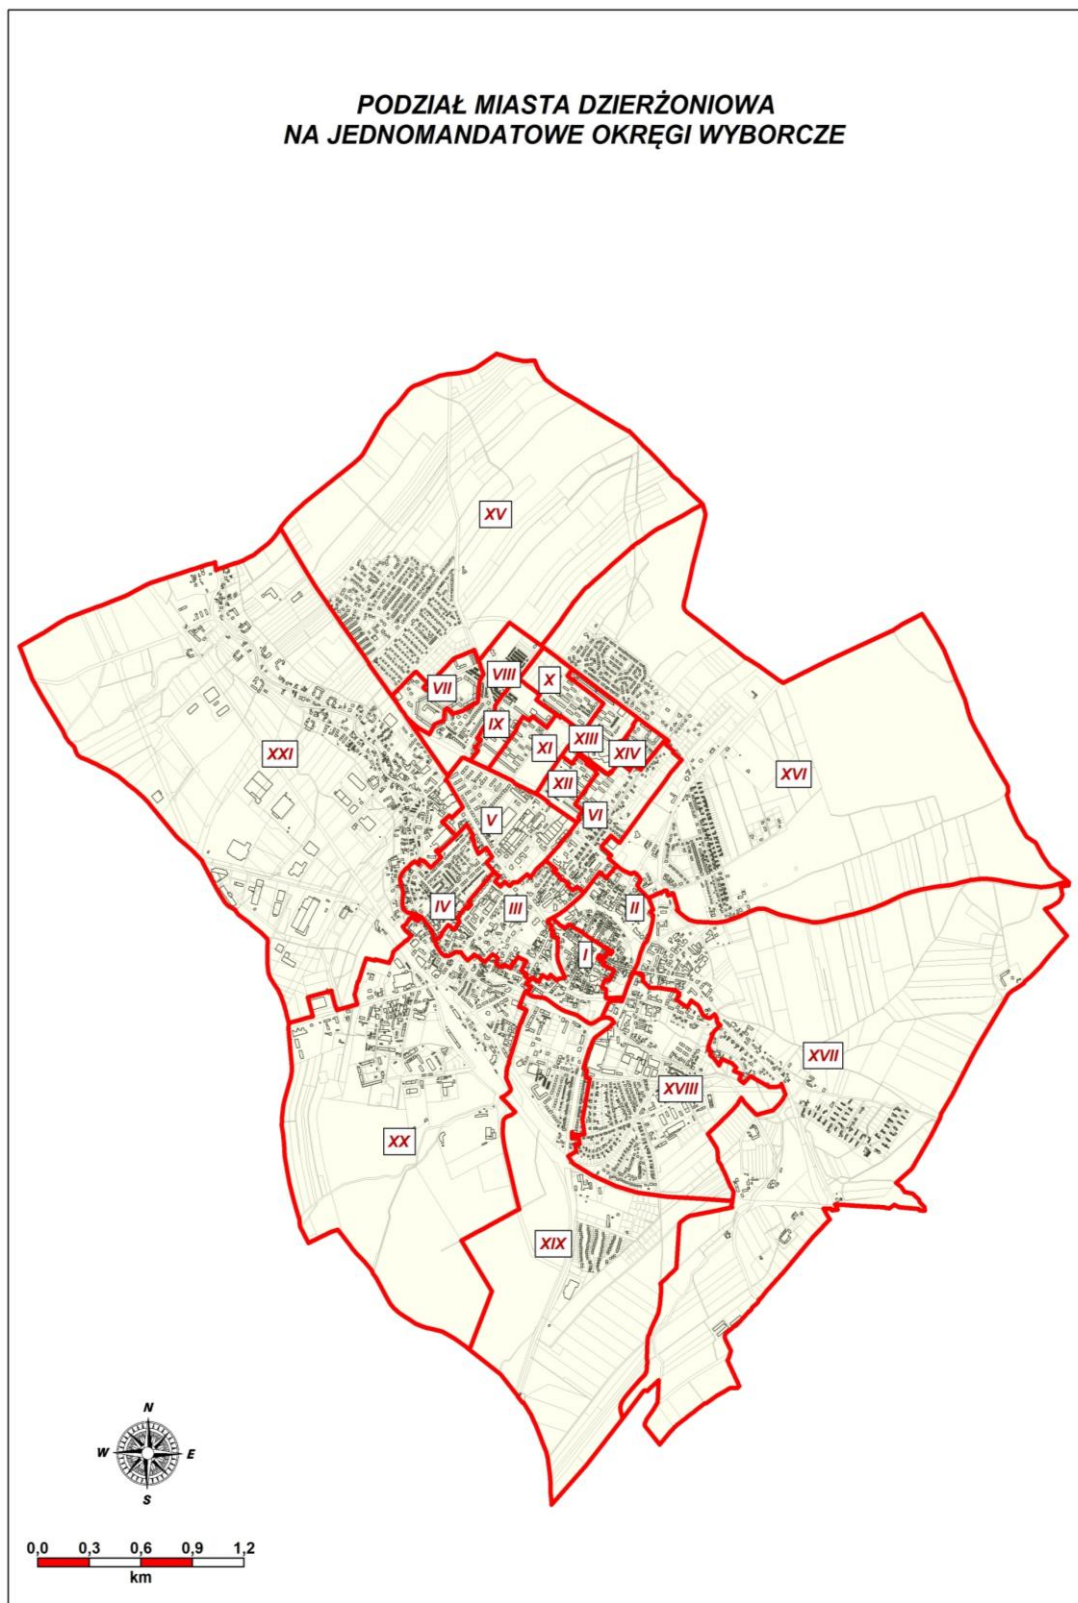 PODZIAŁ MIASTA DZIERŻONIOWA
NA JEDNOMANDATOWE OKRĘGI WYBORCZE
XV
VIII
X
VII
IX
XIII
XI
XIV
XXI
XVI
XII
V
VI
IV
III
II
I
XVII
XVIII
XX
XIX
N
W
E
S
0,0 0,3 0,6 0,9 1,2
km